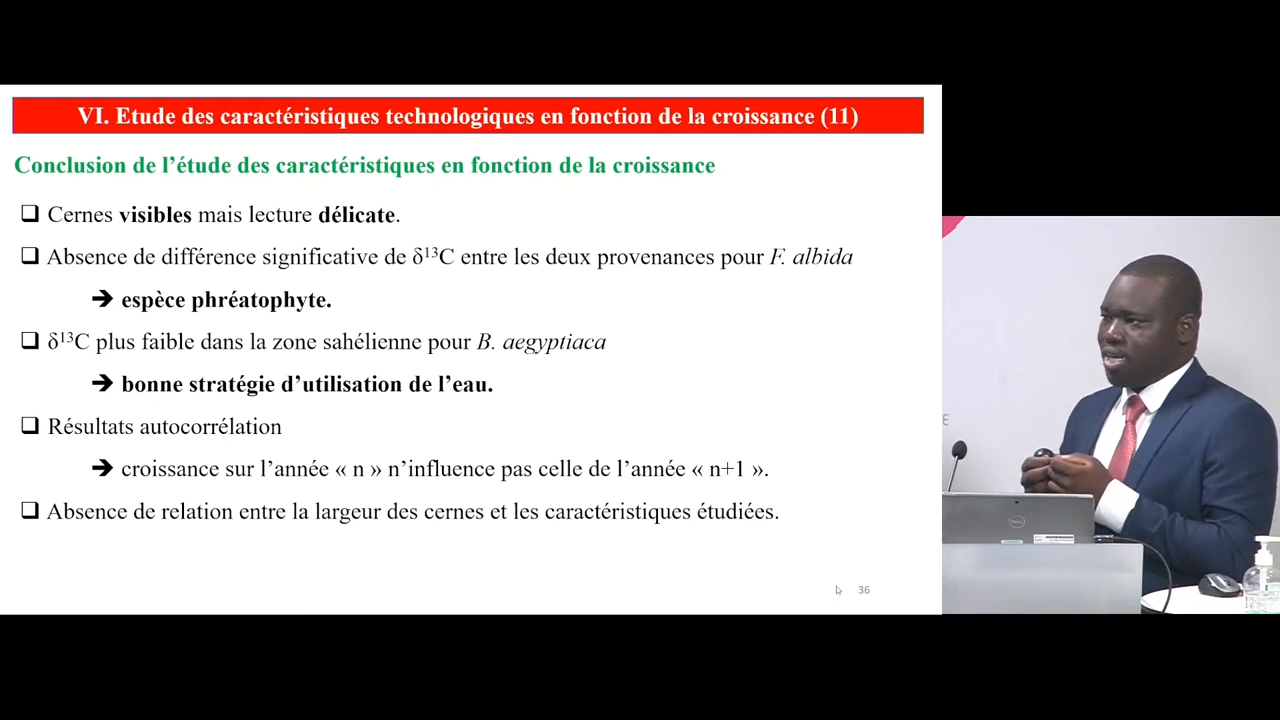 VI. Etude des caractéristiques technologiques en fonction de la croissance (11)
Conclusion de l’étude des caractéristiques en fonction de la croissance
❑ Cernes visibles mais lecture délicate.
❑ Absence de différence significative de δ¹³C entre les deux provenances pour F. albida
➔ espèce phréatophyte.
❑ δ¹³C plus faible dans la zone sahélienne pour B. aegyptiaca
➔ bonne stratégie d’utilisation de l’eau.
❑ Résultats autocorrélation
➔ croissance sur l’année « n » n’influence pas celle de l’année « n+1 ».
❑ Absence de relation entre la largeur des cernes et les caractéristiques étudiées.
36
E
DELL